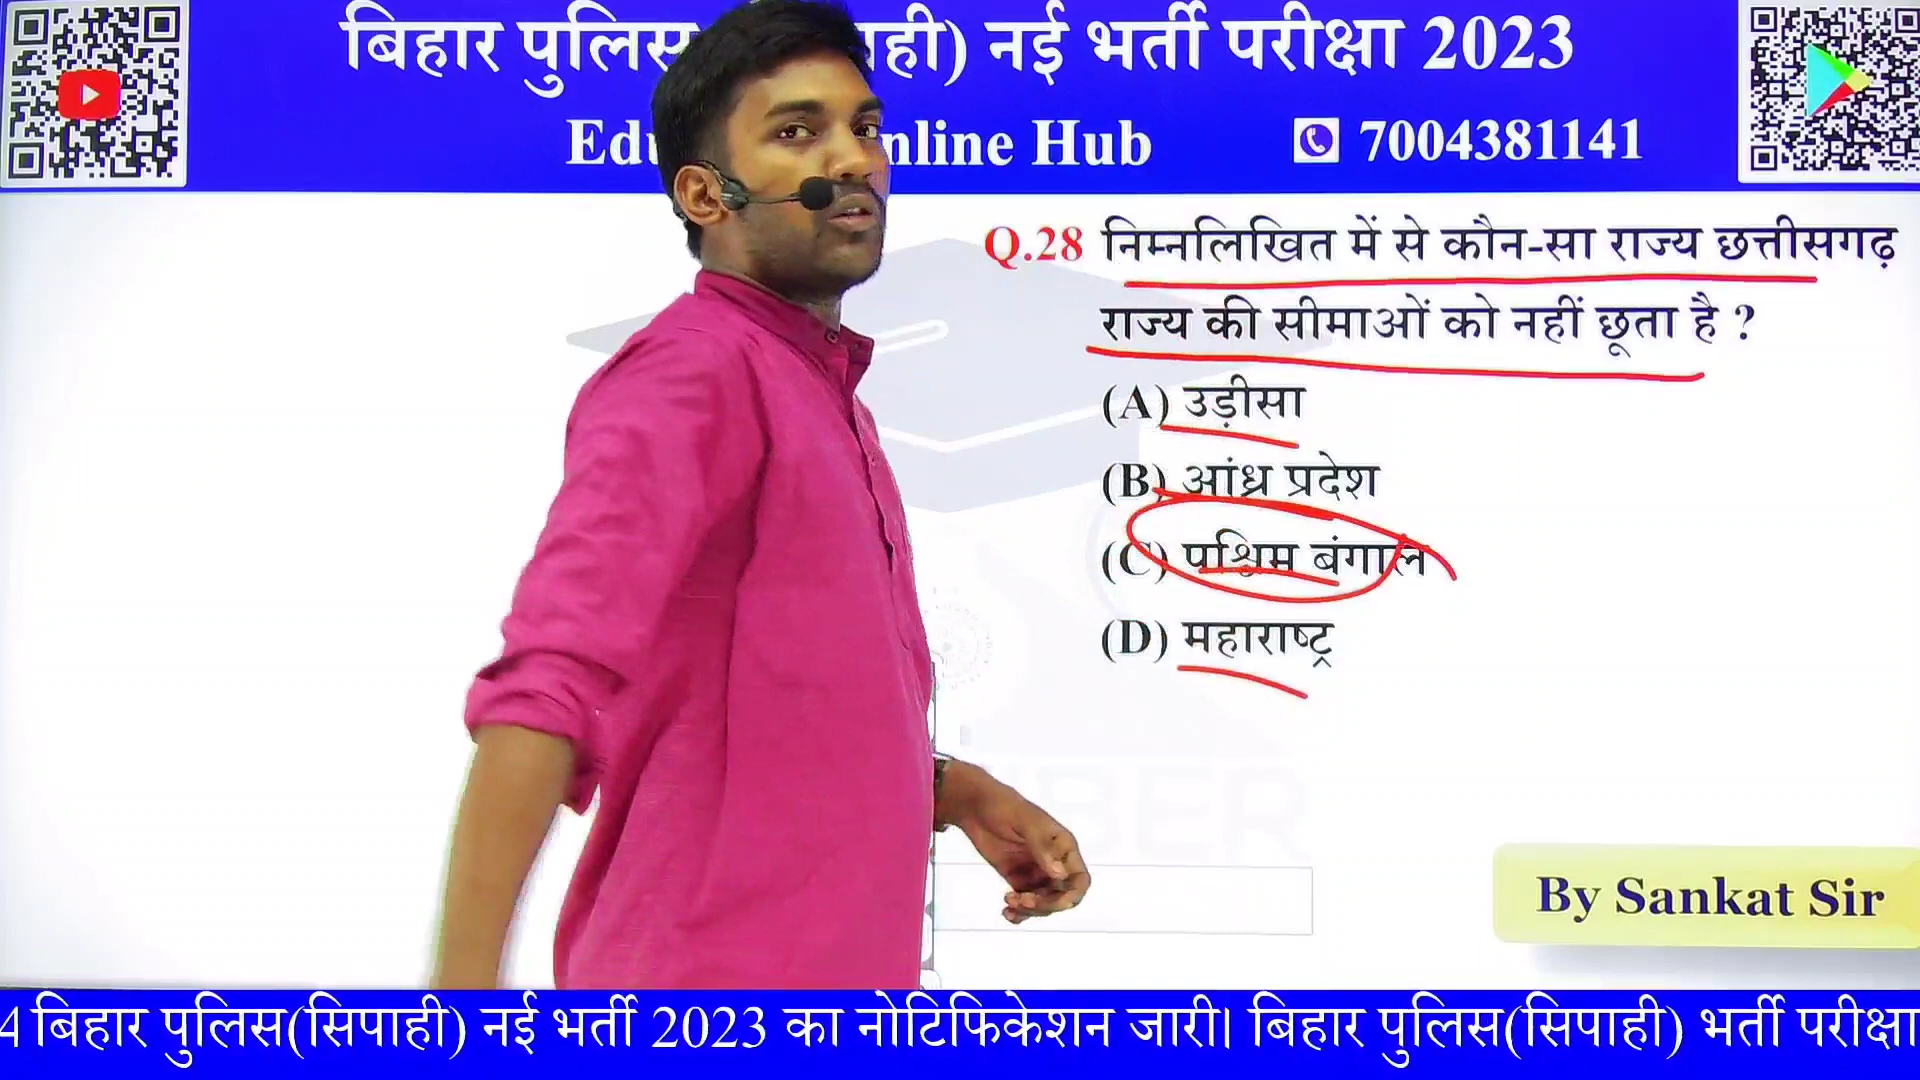 बिहार पुलिस ाही) नई भर्ती परीक्षा 2023
Edu nline Hub 7004381141
Q.28 निम्नलिखित में से कौन-सा राज्य छत्तीसगढ़
राज्य की सीमाओं को नहीं छूता है ?
(A) उड़ीसा
(B) आंध्र प्रदेश
(C) पश्चिम बंगाल
(D) महाराष्ट्र
BER
By Sankat Sir
4 बिहार पुलिस(सिपाही) नई भर्ती 2023 का नोटिफिकेशन जारी। बिहार पुलिस(सिपाही) भर्ती परीक्षा